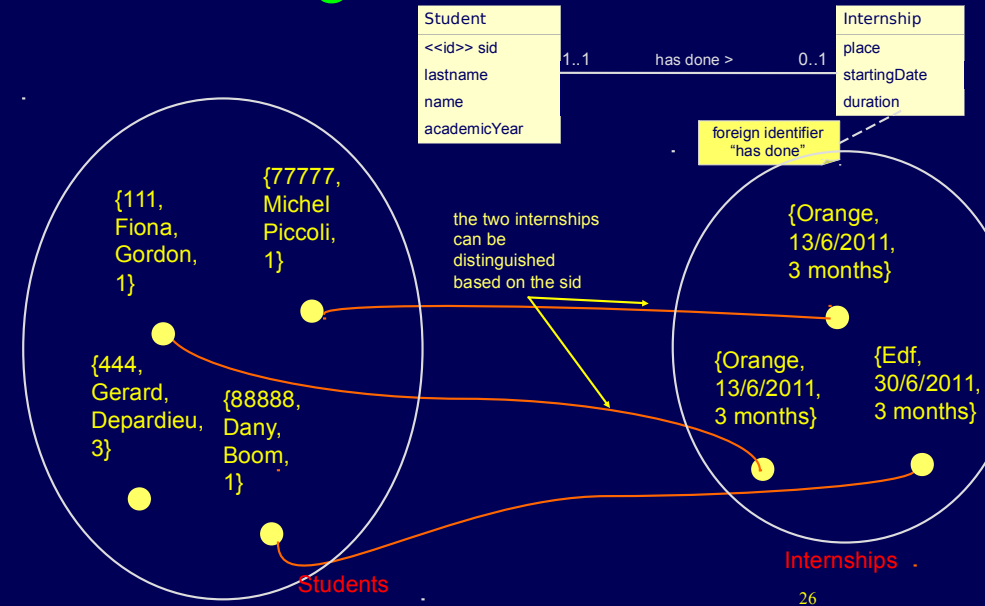 Student
<<id>> sid
lastname
name
academicYear
1..1
has done >
0..1
Internship
place
startingDate
duration
foreign identifier
“has done”
{111,
Fiona,
Gordon,
1}
{77777,
Michel
Piccoli,
1}
the two internships
can be
distinguished
based on the sid
{Orange,
13/6/2011,
3 months}
{444,
Gerard,
Depardieu,
3}
{88888,
Dany,
Boom,
1}
{Orange,
13/6/2011,
3 months}
{Edf,
30/6/2011,
3 months}
Students
Internships
26